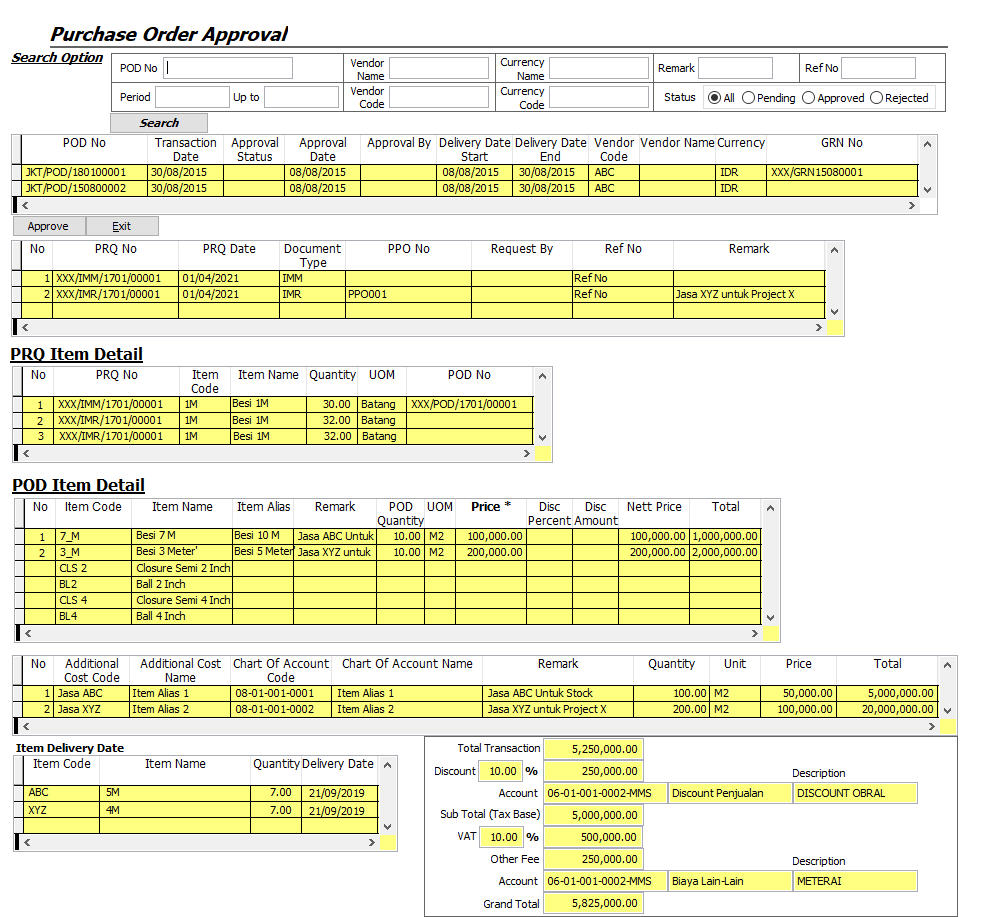 Purchase Order Approval
Search Option
POD No Vendor Name Currency Name Remark Ref No
Period Up to Vendor Code Currency Code Status All Pending Approved Rejected
Search
POD No Transaction Date Approval Status Approval Date Approval By Delivery Date Start Delivery Date End Vendor Code Vendor Name Currency GRN No
JKT/POD/180100001 30/08/2015 08/08/2015 08/08/2015 30/08/2015 ABC IDR XXX/GRN15080001
JKT/POD/150800002 30/08/2015 08/08/2015 08/08/2015 30/08/2015 ABC IDR
Approve Exit
No PRQ No PRQ Date Document Type PPO No Request By Ref No Remark
1 XXX/IMM/1701/00001 01/04/2021 IMM Ref No
2 XXX/IMR/1701/00001 01/04/2021 IMR PPO001 Ref No Jasa XYZ untuk Project X
PRQ Item Detail
No PRQ No Item Code Item Name Quantity UOM POD No
1 XXX/IMM/1701/00001 1M Besi 1M 30.00 Batang XXX/POD/1701/00001
2 XXX/IMR/1701/00001 1M Besi 1M 32.00 Batang
3 XXX/IMR/1701/00001 1M Besi 1M 32.00 Batang
POD Item Detail
No Item Code Item Name Item Alias Remark POD Quantity UOM Price * Disc Percent Disc Amount Nett Price Total
1 7_M Besi 7 M Besi 10 M Jasa ABC Untuk 10.00 M2 100,000.00 100,000.00 1,000,000.00
2 3_M Besi 3 Meter' Besi 5 Meter Jasa XYZ untuk 10.00 M2 200,000.00 200,000.00 2,000,000.00
CLS 2 Closure Semi 2 Inch
BL2 Ball 2 Inch
CLS 4 Closure Semi 4 Inch
BL4 Ball 4 Inch
No Additional Cost Code Additional Cost Name Chart Of Account Code Chart Of Account Name Remark Quantity Unit Price Total
1 Jasa ABC Item Alias 1 08-01-001-0001 Item Alias 1 Jasa ABC Untuk Stock 100.00 M2 50,000.00 5,000,000.00
2 Jasa XYZ Item Alias 2 08-01-001-0002 Item Alias 2 Jasa XYZ untuk Project X 200.00 M2 100,000.00 20,000,000.00
Item Delivery Date
Item Code Item Name Quantity Delivery Date
ABC 5M 7.00 21/09/2019
XYZ 4M 7.00 21/09/2019
Total Transaction 5,250,000.00
Discount 10.00 % 250,000.00 Description
Account 06-01-001-0002-MMS Discount Penjualan DISCOUNT OBRAL
Sub Total (Tax Base) 5,000,000.00
VAT 10.00 % 500,000.00
Other Fee 250,000.00 Description
Account 06-01-001-0002-MMS Biaya Lain-Lain METERAI
Grand Total 5,825,000.00